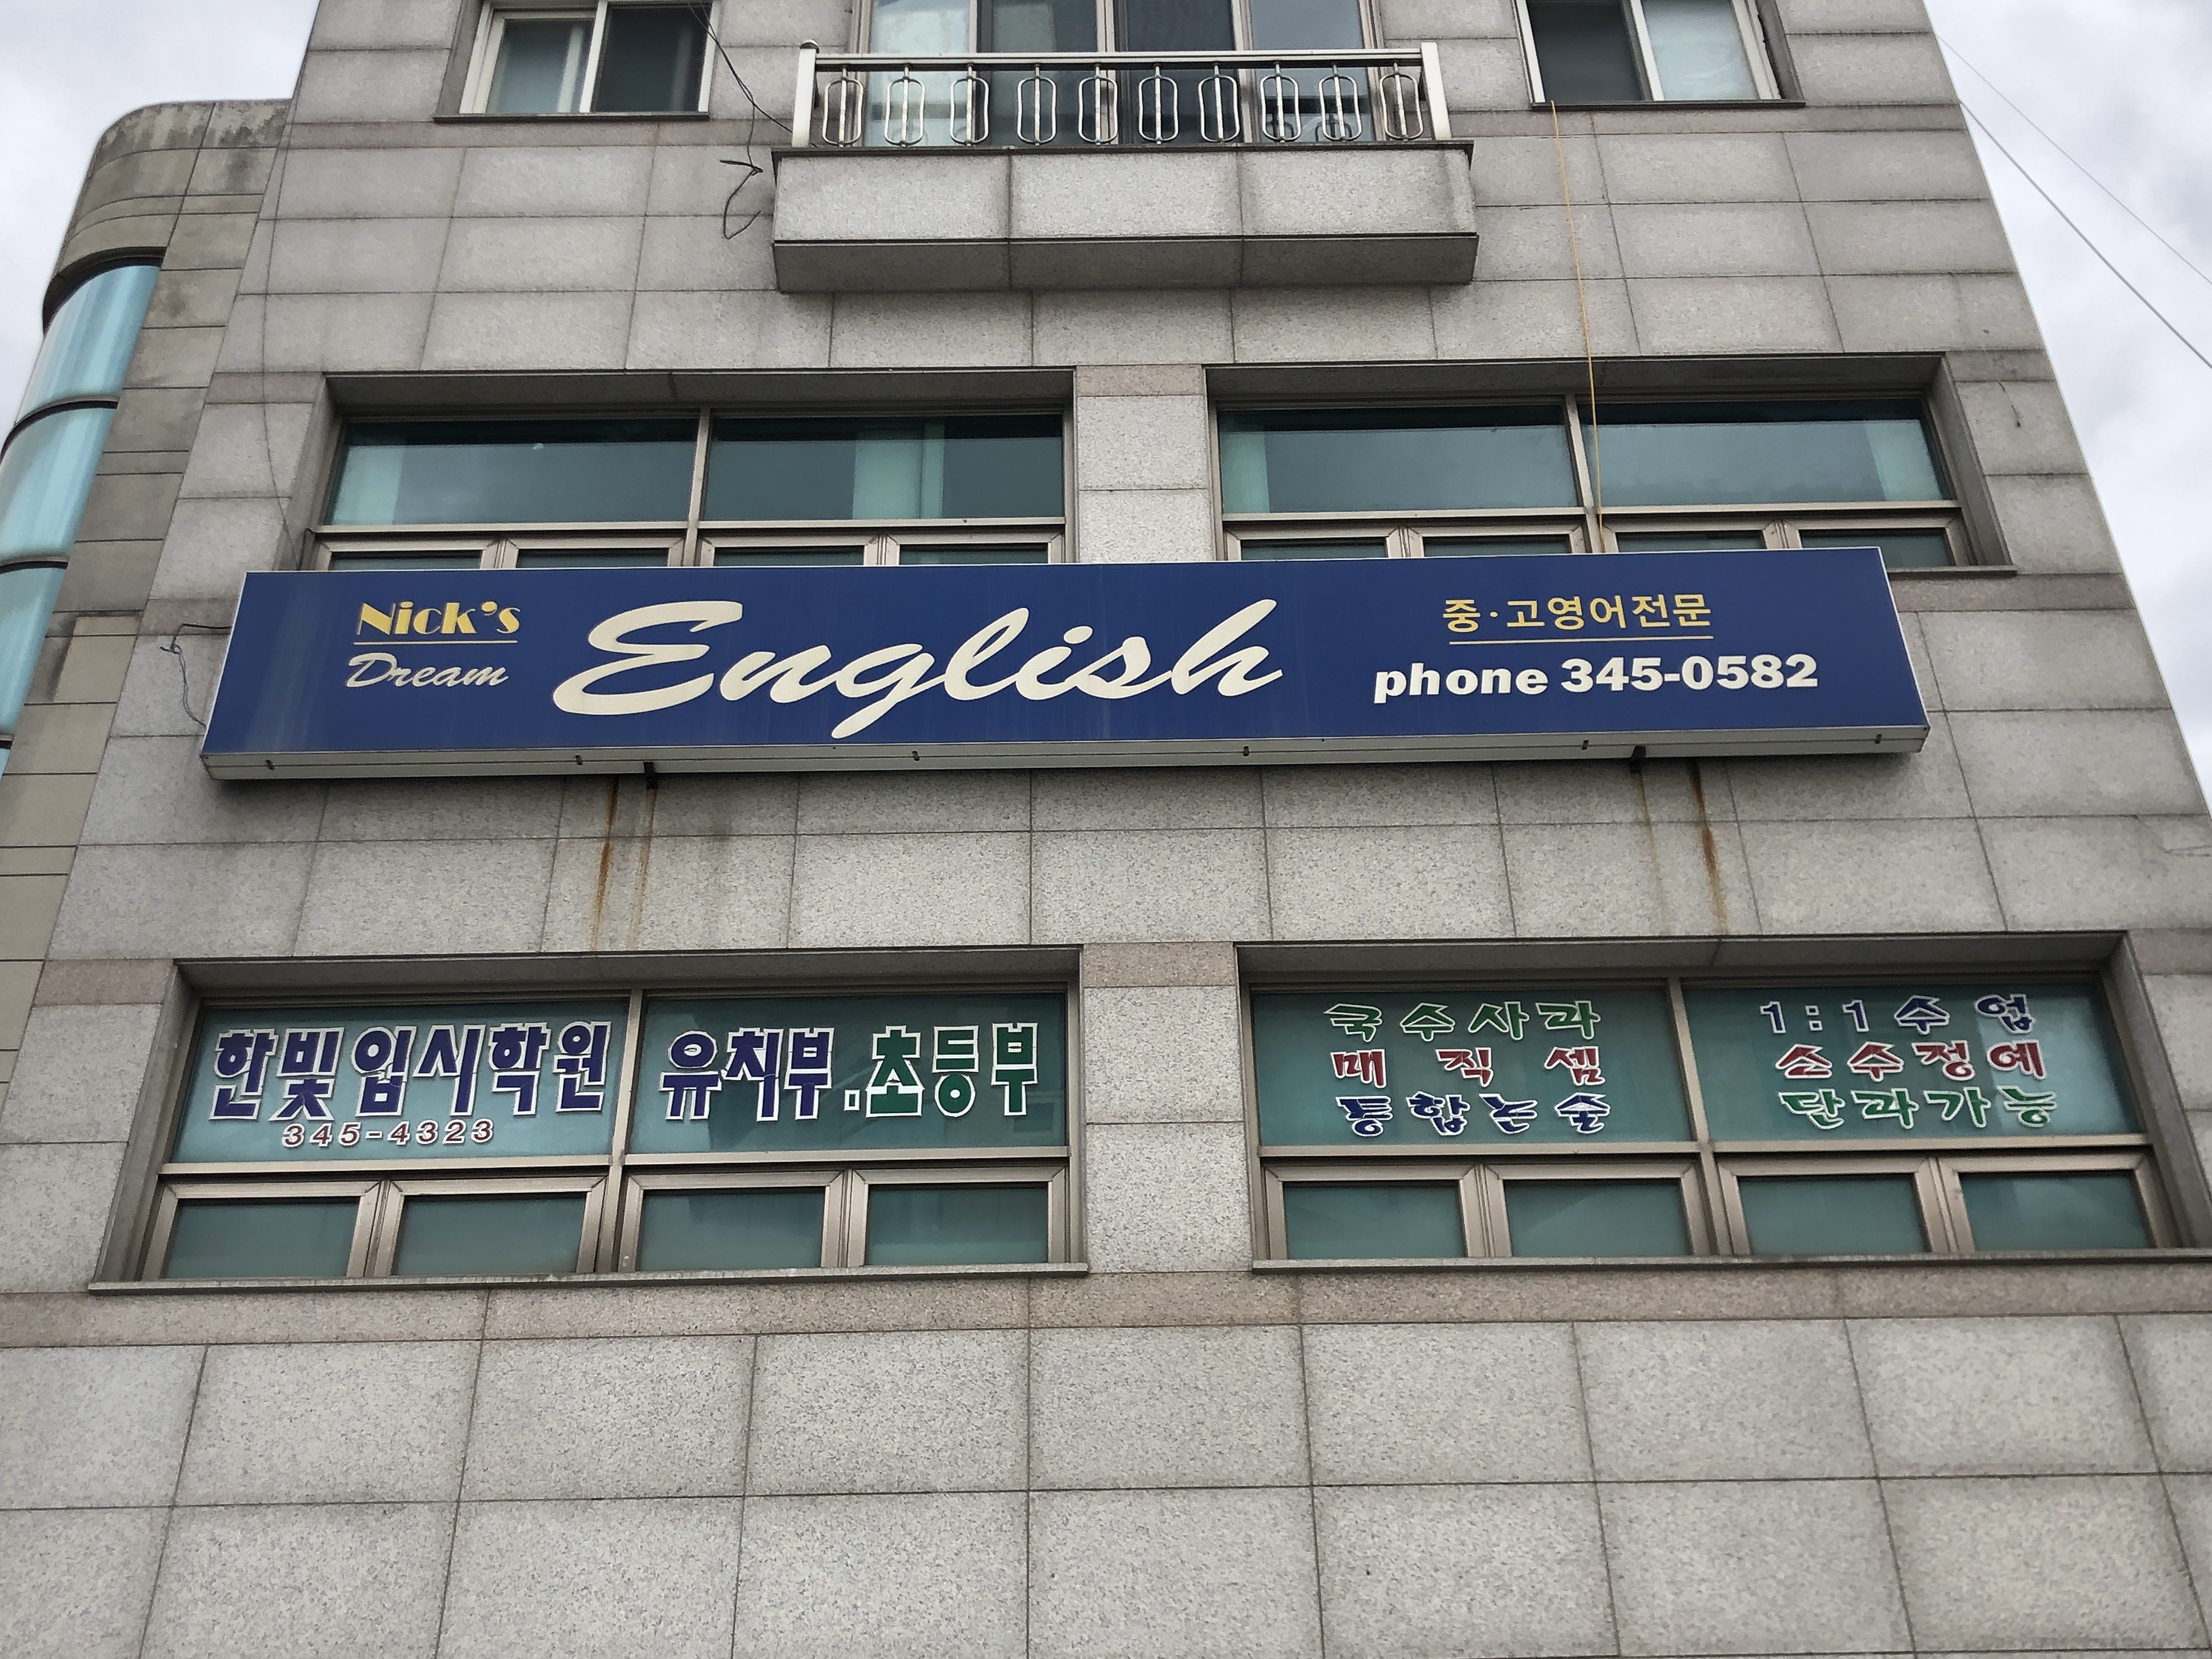 Nick's
Dream
English
중·고영어전문
phone 345-0582
한빛입시학원
345-4323
유치부.초등부
국수사과
매직셈
통합논술
1:1수업
소수정예
단과가능